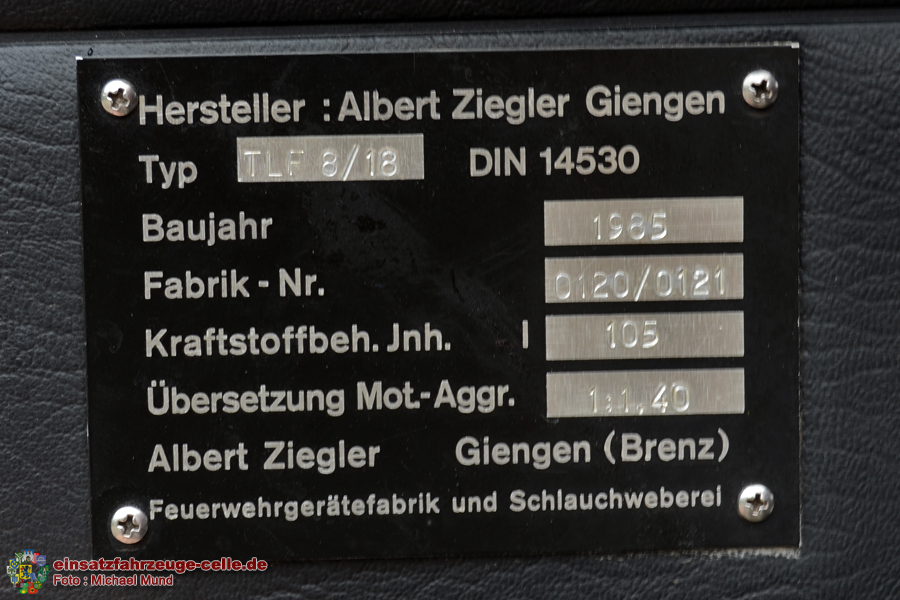 Hersteller : Albert Ziegler Giengen
Typ TLF 8/18 DIN 14530
Baujahr 1985
Fabrik - Nr. 0120/0121
Kraftstoffbeh. Jnh. l 105
Übersetzung Mot.-Aggr. 1:1,40
Albert Ziegler Giengen (Brenz)
Feuerwehrgerätefabrik und Schlauchweberei
einsatzfahrzeuge-celle.de
Foto : Michael Mund